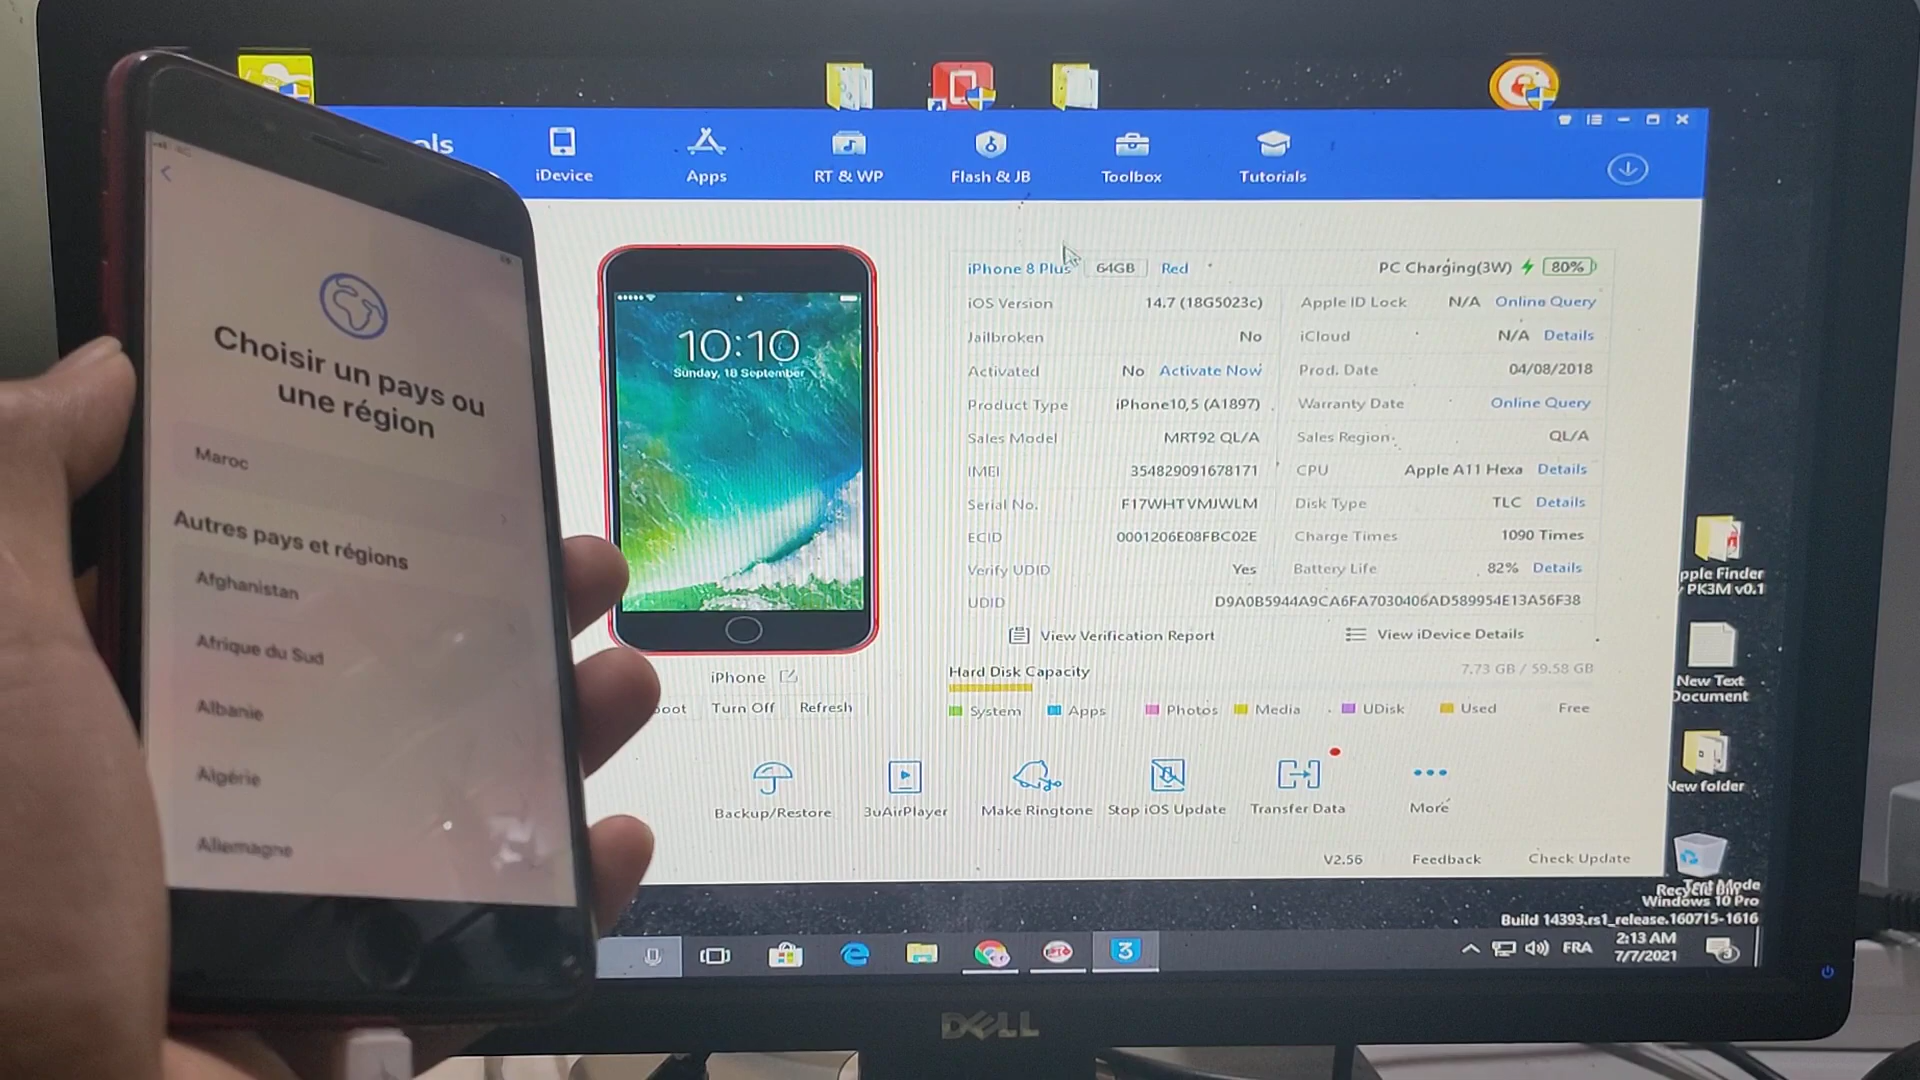 ols
iDevice
Apps
RT & WP
Flash & JB
Toolbox
Tutorials
Choisir un pays ou
une région
Maroc
Autres pays et régions
Afghanistan
Afrique du Sud
Albanie
Algérie
Allemagne
10:10
Sunday, 18 September
iPhone
oot
Turn Off
Refresh
iPhone 8 Plus 64GB Red PC Charging(3W) 80%
iOS Version 14.7 (18G5023c) Apple ID Lock N/A Online Query
Jailbroken No iCloud N/A Details
Activated No Activate Now Prod. Date 04/08/2018
Product Type iPhone10,5 (A1897) Warranty Date Online Query
Sales Model MRT92 QL/A Sales Region QL/A
IMEI 354829091678171 CPU Apple A11 Hexa Details
Serial No. F17WHTVMJWLM Disk Type TLC Details
ECID 0001206E08FBC02E Charge Times 1090 Times
Verify UDID Yes Battery Life 82% Details
UDID D9A0B5944A9CA6FA7030406AD589954E13A56F38
View Verification Report View iDevice Details
Hard Disk Capacity 7.73 GB / 59.58 GB
System Apps Photos Media UDisk Used Free
Backup/Restore
3uAirPlayer
Make Ringtone
Stop iOS Update
Transfer Data
More
V2.56
Feedback
Check Update
pple Finder
PK3M v0.1
New Text
Document
New folder
Recycle Bin
Test Mode
Windows 10 Pro
Build 14393.rs1_release.160715-1616
FRA
2:13 AM
7/7/2021
3
DELL